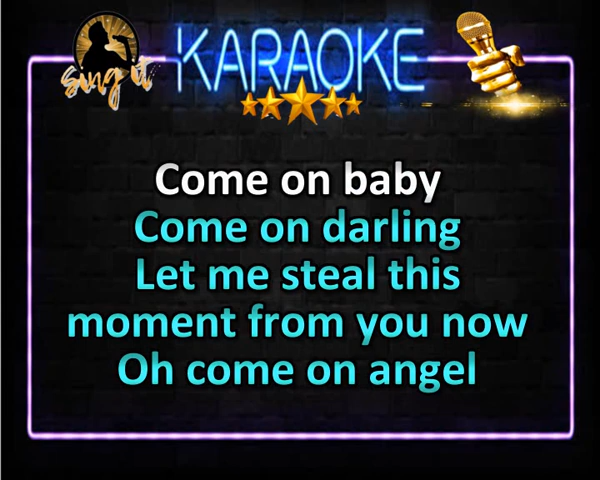 Sing it
KARAOKE
Come on baby
Come on darling
Let me steal this
moment from you now
Oh come on angel